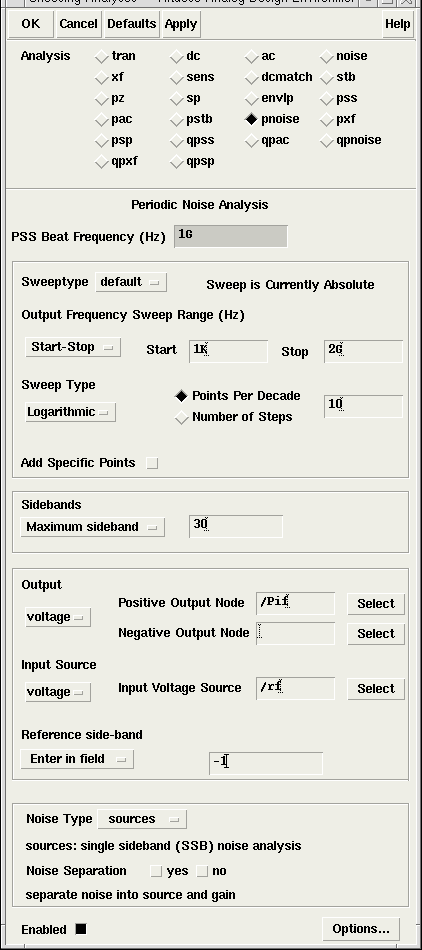 OK Cancel Defaults Apply Help
Analysis tran dc ac noise
xf sens dcmatch stb
pz sp envlp pss
pac pstb pnoise pxf
psp qpss qpac qpnoise
qpxf qpsp
Periodic Noise Analysis
PSS Beat Frequency (Hz) 1G
Sweeptype default Sweep is Currently Absolute
Output Frequency Sweep Range (Hz)
Start-Stop Start 1K Stop 2G
Sweep Type
Points Per Decade
Logarithmic 10
Number of Steps
Add Specific Points
Sidebands
Maximum sideband 30
Output
Positive Output Node /Pif Select
voltage
Negative Output Node Select
Input Source
voltage Input Voltage Source /rf Select
Reference side-band
Enter in field -1
Noise Type sources
sources: single sideband (SSB) noise analysis
Noise Separation yes no
separate noise into source and gain
Enabled Options...